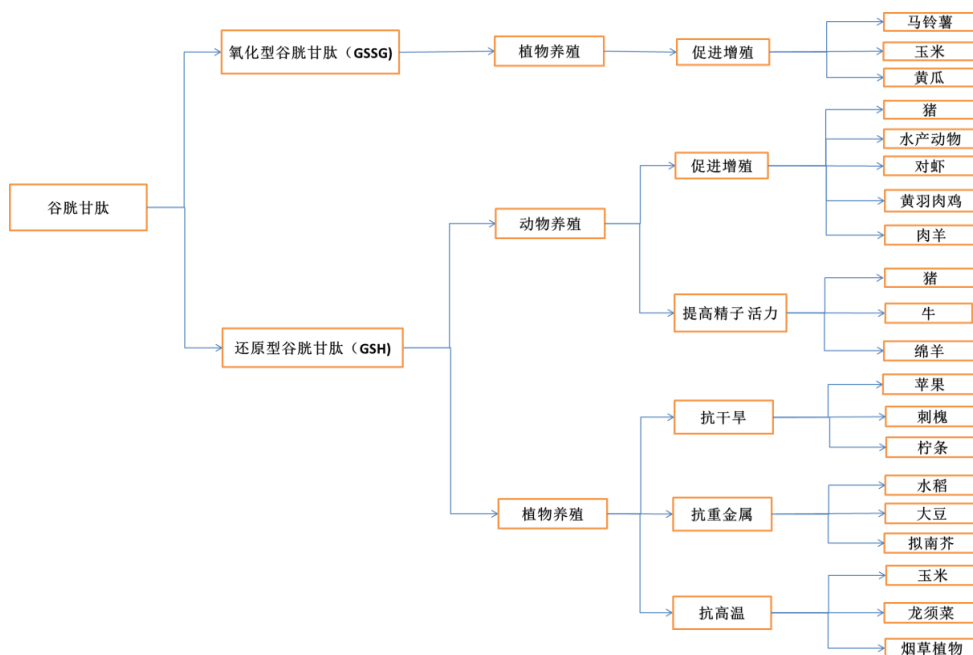 谷胱甘肽
氧化型谷胱甘肽（GSSG)
植物养殖
促进增殖
马铃薯
玉米
黄瓜
还原型谷胱甘肽（GSH)
动物养殖
促进增殖
猪
水产动物
对虾
黄羽肉鸡
肉羊
提高精子活力
猪
牛
绵羊
植物养殖
抗干旱
苹果
刺槐
柠条
抗重金属
水稻
大豆
拟南芥
抗高温
玉米
龙须菜
烟草植物